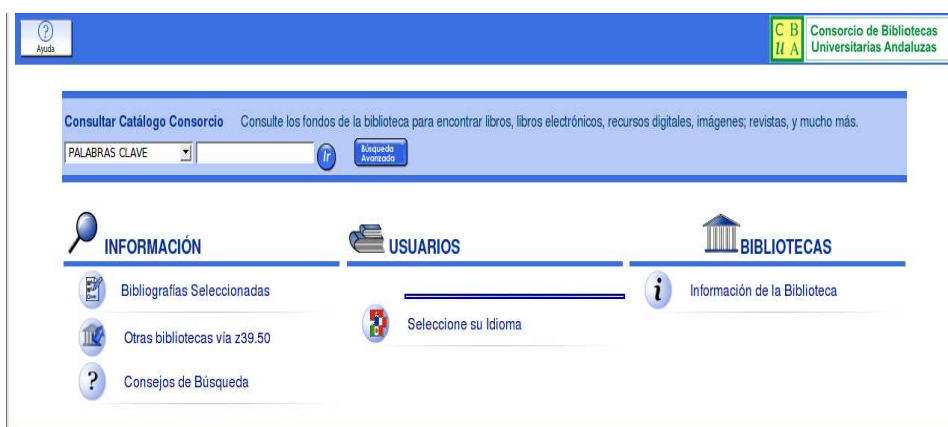 Ayuda
C B
U A
Consorcio de Bibliotecas
Universitarias Andaluzas
Consultar Catálogo Consorcio Consulte los fondos de la biblioteca para encontrar libros, libros electrónicos, recursos digitales, imágenes; revistas, y mucho más.
PALABRAS CLAVE Ir Búsqueda
Avanzada
INFORMACIÓN
Bibliografías Seleccionadas
Otras bibliotecas vía z39.50
Consejos de Búsqueda
USUARIOS
Seleccione su Idioma
BIBLIOTECAS
Información de la Biblioteca